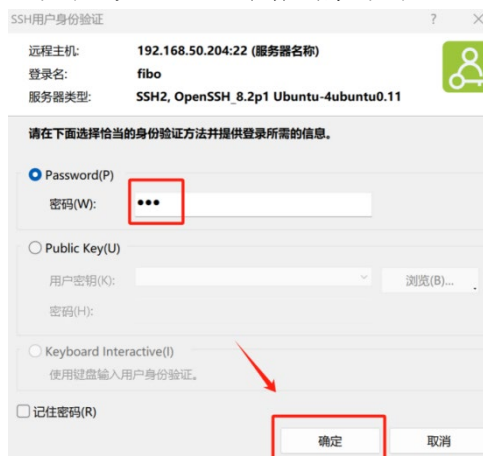 SSH用户身份验证 ? ×
远程主机: 192.168.50.204:22 (服务器名称)
登录名: fibo
服务器类型: SSH2, OpenSSH_8.2p1 Ubuntu-4ubuntu0.11
请在下面选择恰当的身份验证方法并提供登录所需的信息。
Password(P)
密码(W): •••
Public Key(U)
用户密钥(K): 浏览(B)...
密码(H):
Keyboard Interactive(I)
使用键盘输入用户身份验证。
记住密码(R)
确定 取消